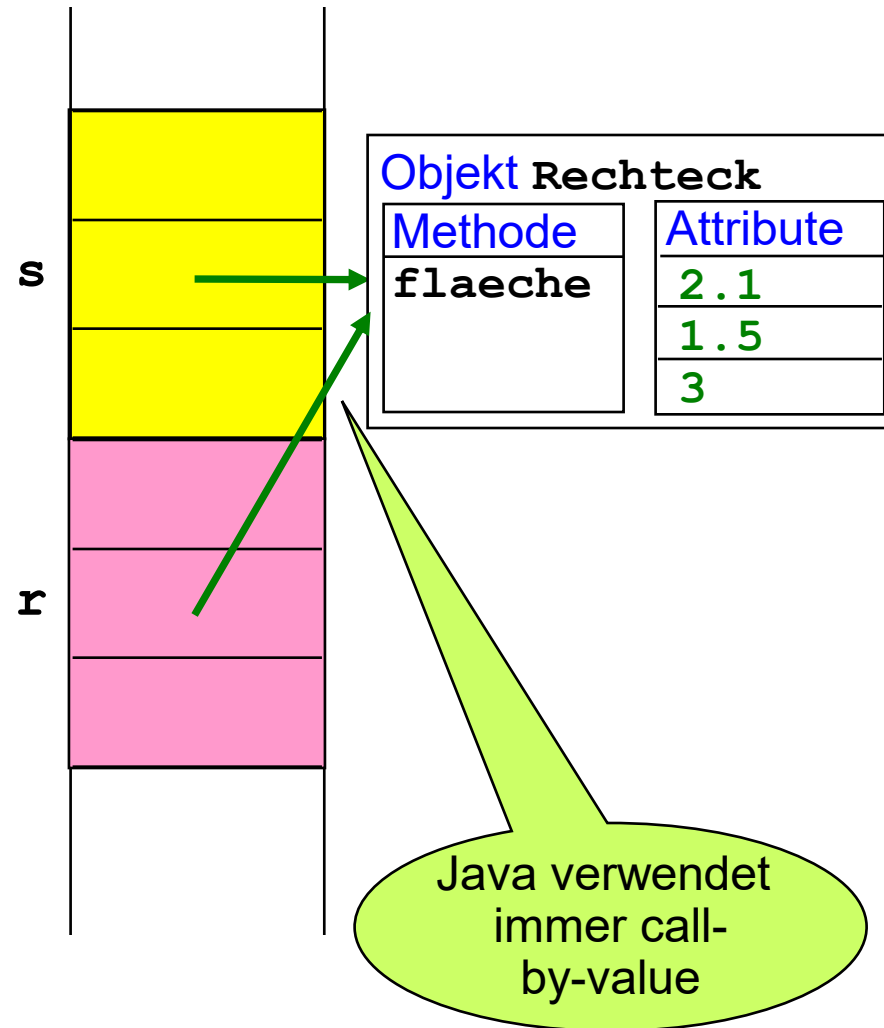 Objekt Rechteck
Methode
Attribute
s
flaeche
2.1
1.5
3
r
Java verwendet
immer call-
by-value